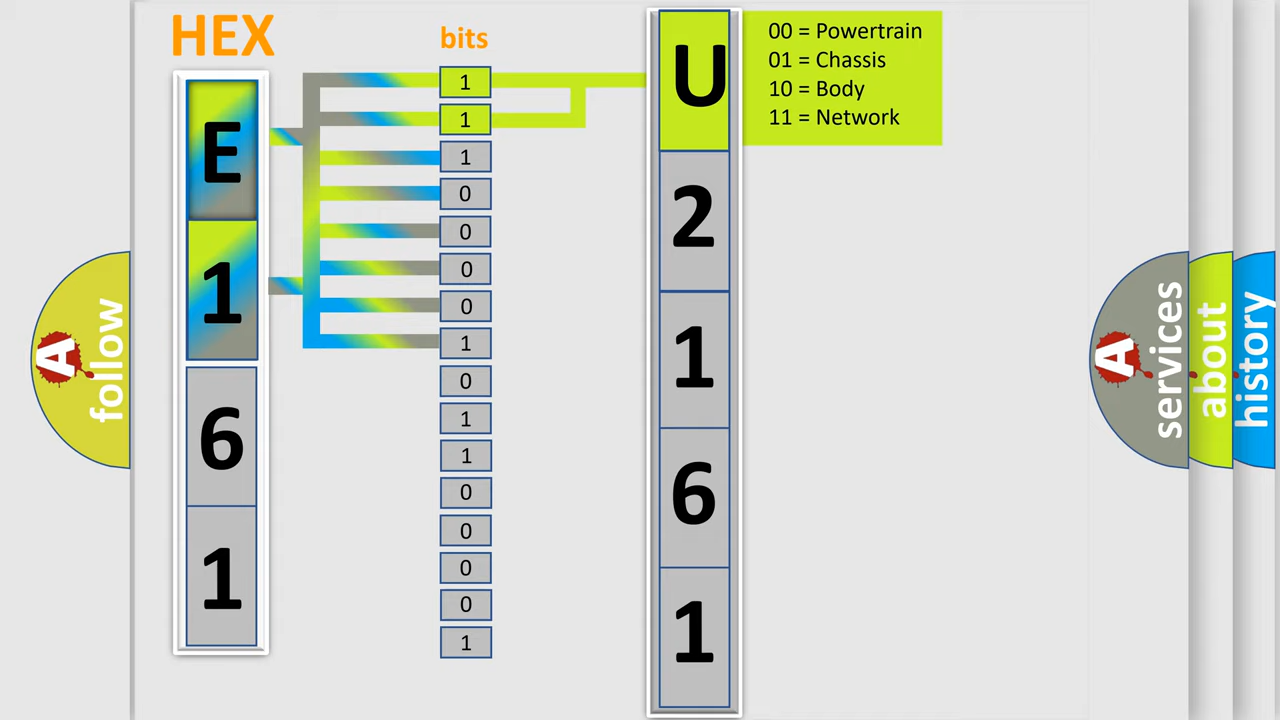 HEX
E
1
6
1
bits
1
1
1
0
0
0
0
1
0
1
1
0
0
0
0
1
U
2
1
6
1
00 = Powertrain
01 = Chassis
10 = Body
11 = Network
A
follow
A
services
about
history